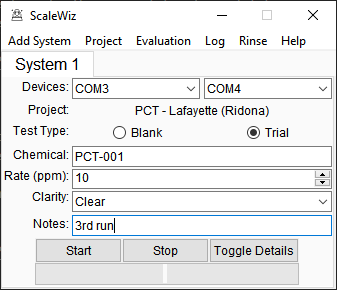 ScaleWiz
Add System Project Evaluation Log Rinse Help
System 1
Devices: COM3 COM4
Project: PCT - Lafayette (Ridona)
Test Type: Blank Trial
Chemical: PCT-001
Rate (ppm): 10
Clarity: Clear
Notes: 3rd run
Start Stop Toggle Details